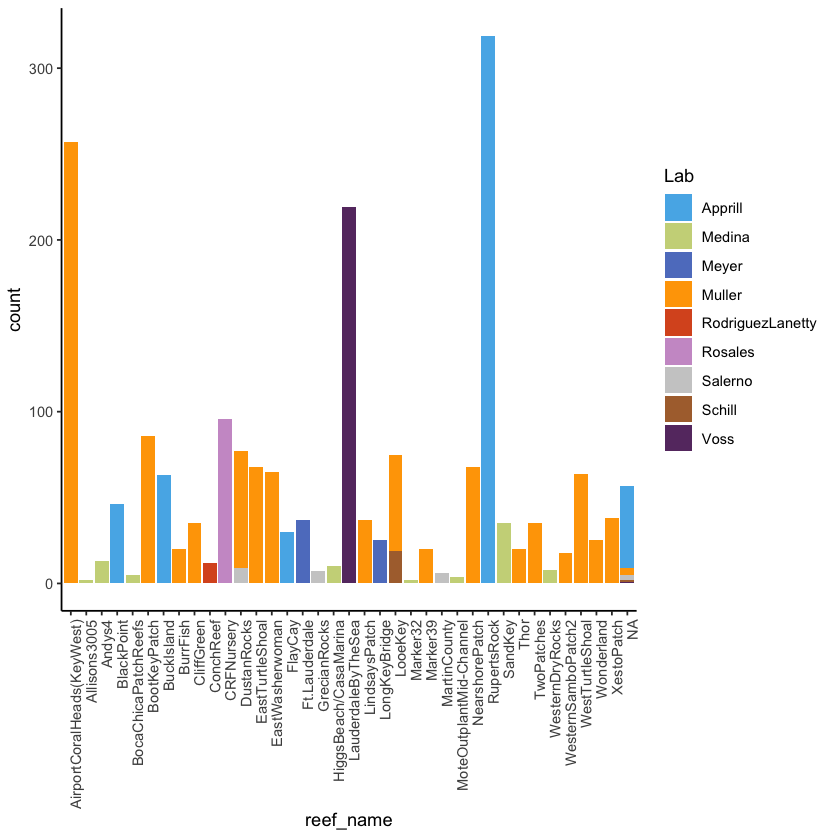 300
200
100
0
count
AirportCoralHeads(KeyWest)
Allisons3005
Andys4
BlackPoint
BocaChicaPatchReefs
BootKeyPatch
BuckIsland
BurrFish
CliffGreen
ConchReef
CRFNursery
DustanRocks
EastTurtleShoal
EastWasherwoman
FlayCay
Ft.Lauderdale
GrecianRocks
HiggsBeach/CasaMarina
LauderdaleByTheSea
LindsaysPatch
LongKeyBridge
LooeKey
Marker32
Marker39
MartinCounty
MoteOutplantMid-Channel
NearshorePatch
RupertsRock
SandKey
Thor
TwoPatches
WesternDryRocks
WesternSamboPatch2
WestTurtleShoal
Wonderland
XestoPatch
NA
reef_name
Lab
Apprill
Medina
Meyer
Muller
RodriguezLanetty
Rosales
Salerno
Schill
Voss